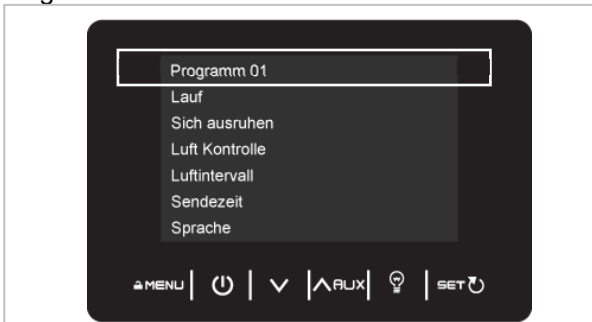 Programm 01
Lauf
Sich ausruhen
Luft Kontrolle
Luftintervall
Sendezeit
Sprache
MENU AUX SET